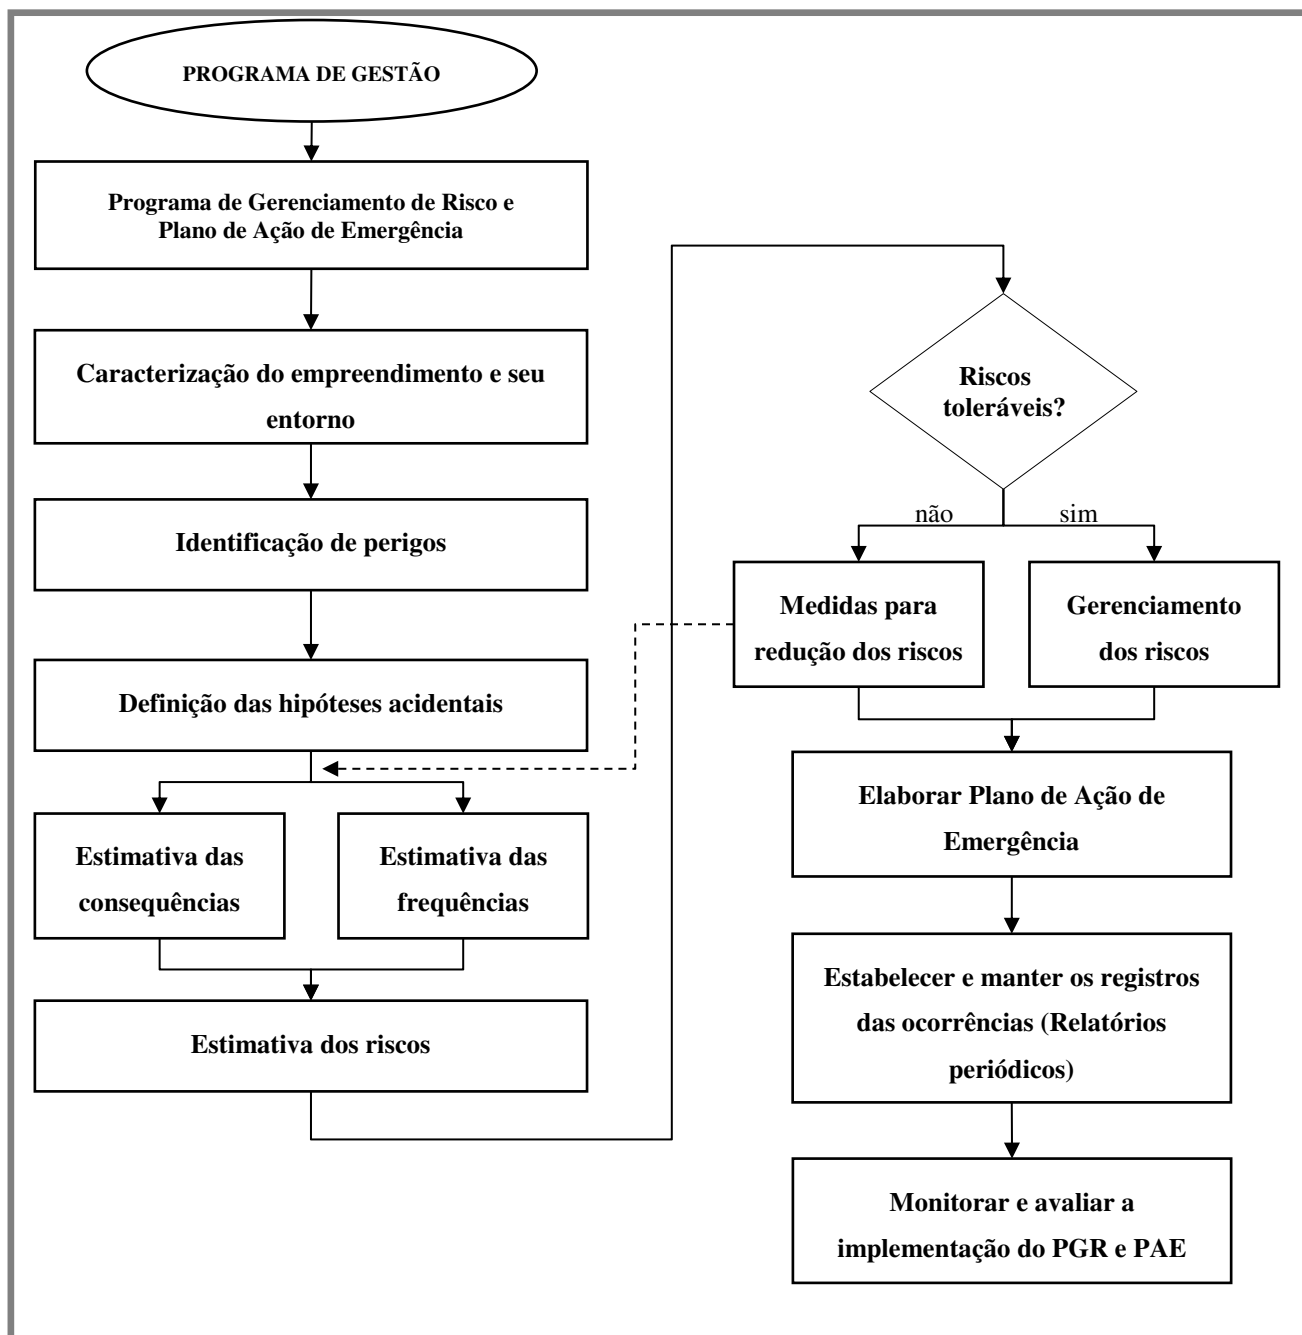 PROGRAMA DE GESTÃO
Programa de Gerenciamento de Risco e
Plano de Ação de Emergência
Caracterização do empreendimento e seu
entorno
Identificação de perigos
Definição das hipóteses acidentais
Estimativa das
consequências
Estimativa das
frequências
Estimativa dos riscos
Riscos
toleráveis?
não
sim
Medidas para
redução dos riscos
Gerenciamento
dos riscos
Elaborar Plano de Ação de
Emergência
Estabelecer e manter os registros
das ocorrências (Relatórios
periódicos)
Monitorar e avaliar a
implementação do PGR e PAE